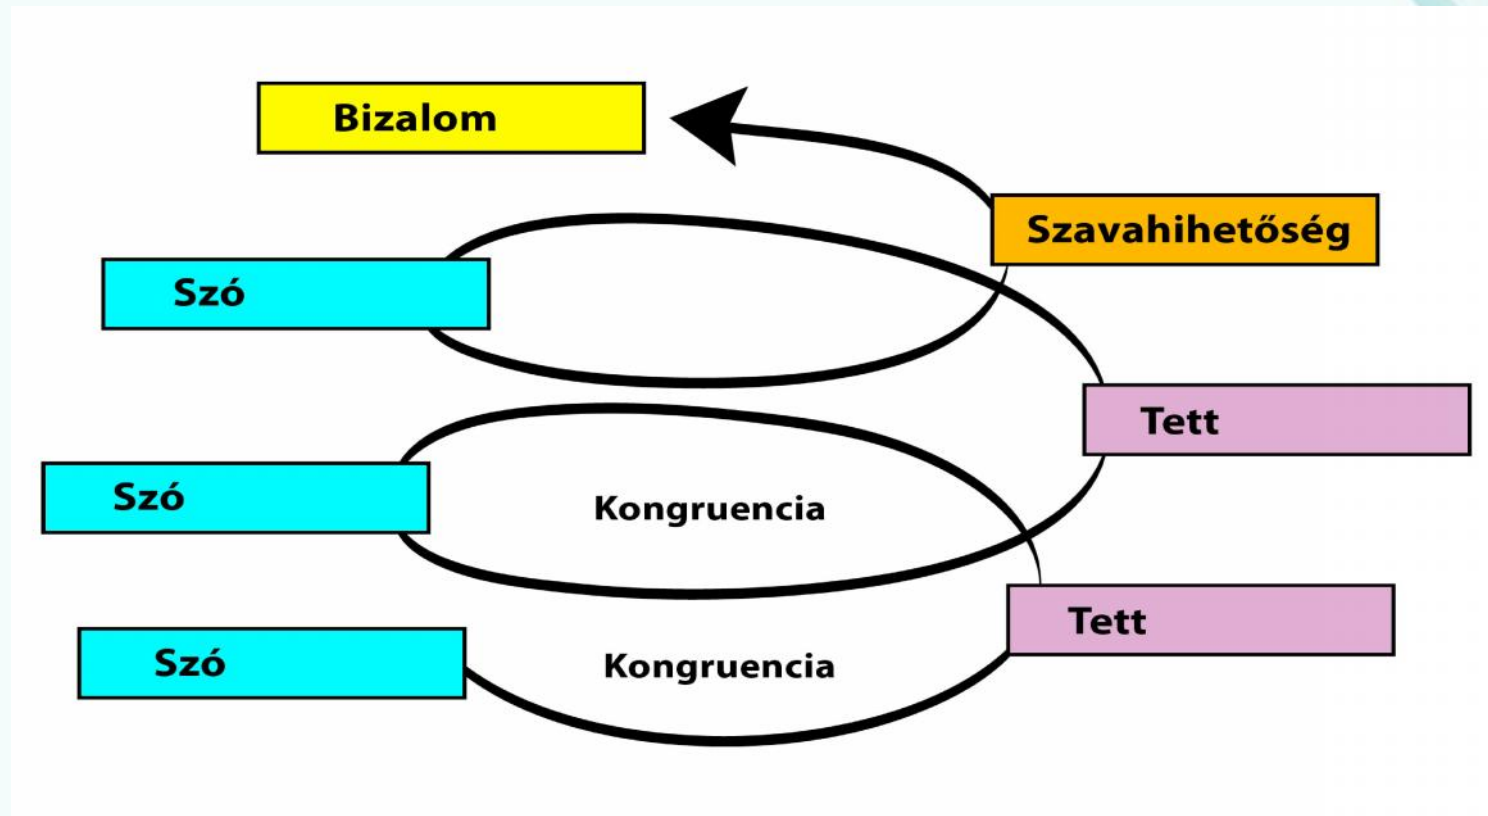 Bizalom
Szavahihetőség
Szó
Tett
Szó
Kongruencia
Tett
Szó
Kongruencia